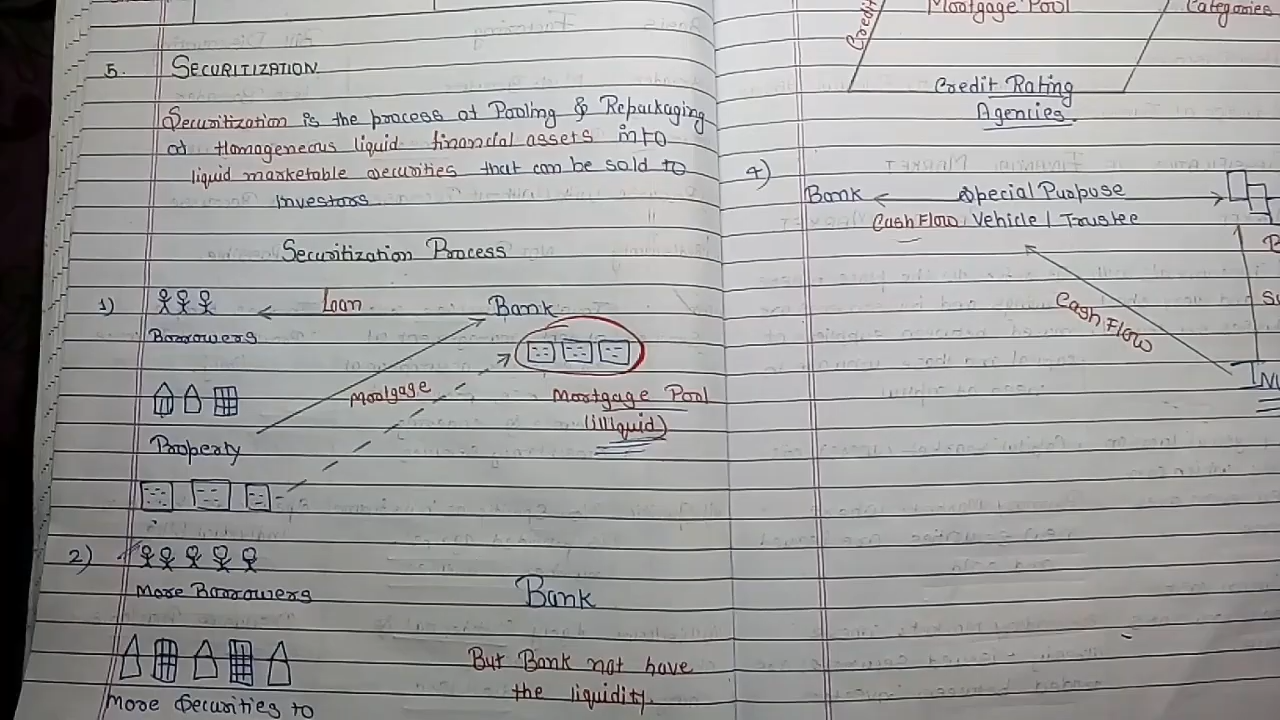 5. SECURITIZATION.
Securitization is the process of Pooling & Repackaging
of Homogeneous liquid financial assets into
liquid marketable securities that can be sold to
Investors
Securitization Process
1)
Loan
Bank
Borrowers
Moolgage
Mortgage Pool
(illiquid)
Property
2)
More Borrowers
Bank
But Bank not have
the liquidity.
More Securities to
Credit
Mortgage Pool
Categories
Credit Rating
Agencies.
4)
Bank
Special Purpose
Cash Flow Vehicle / Trustee
Cash Flow